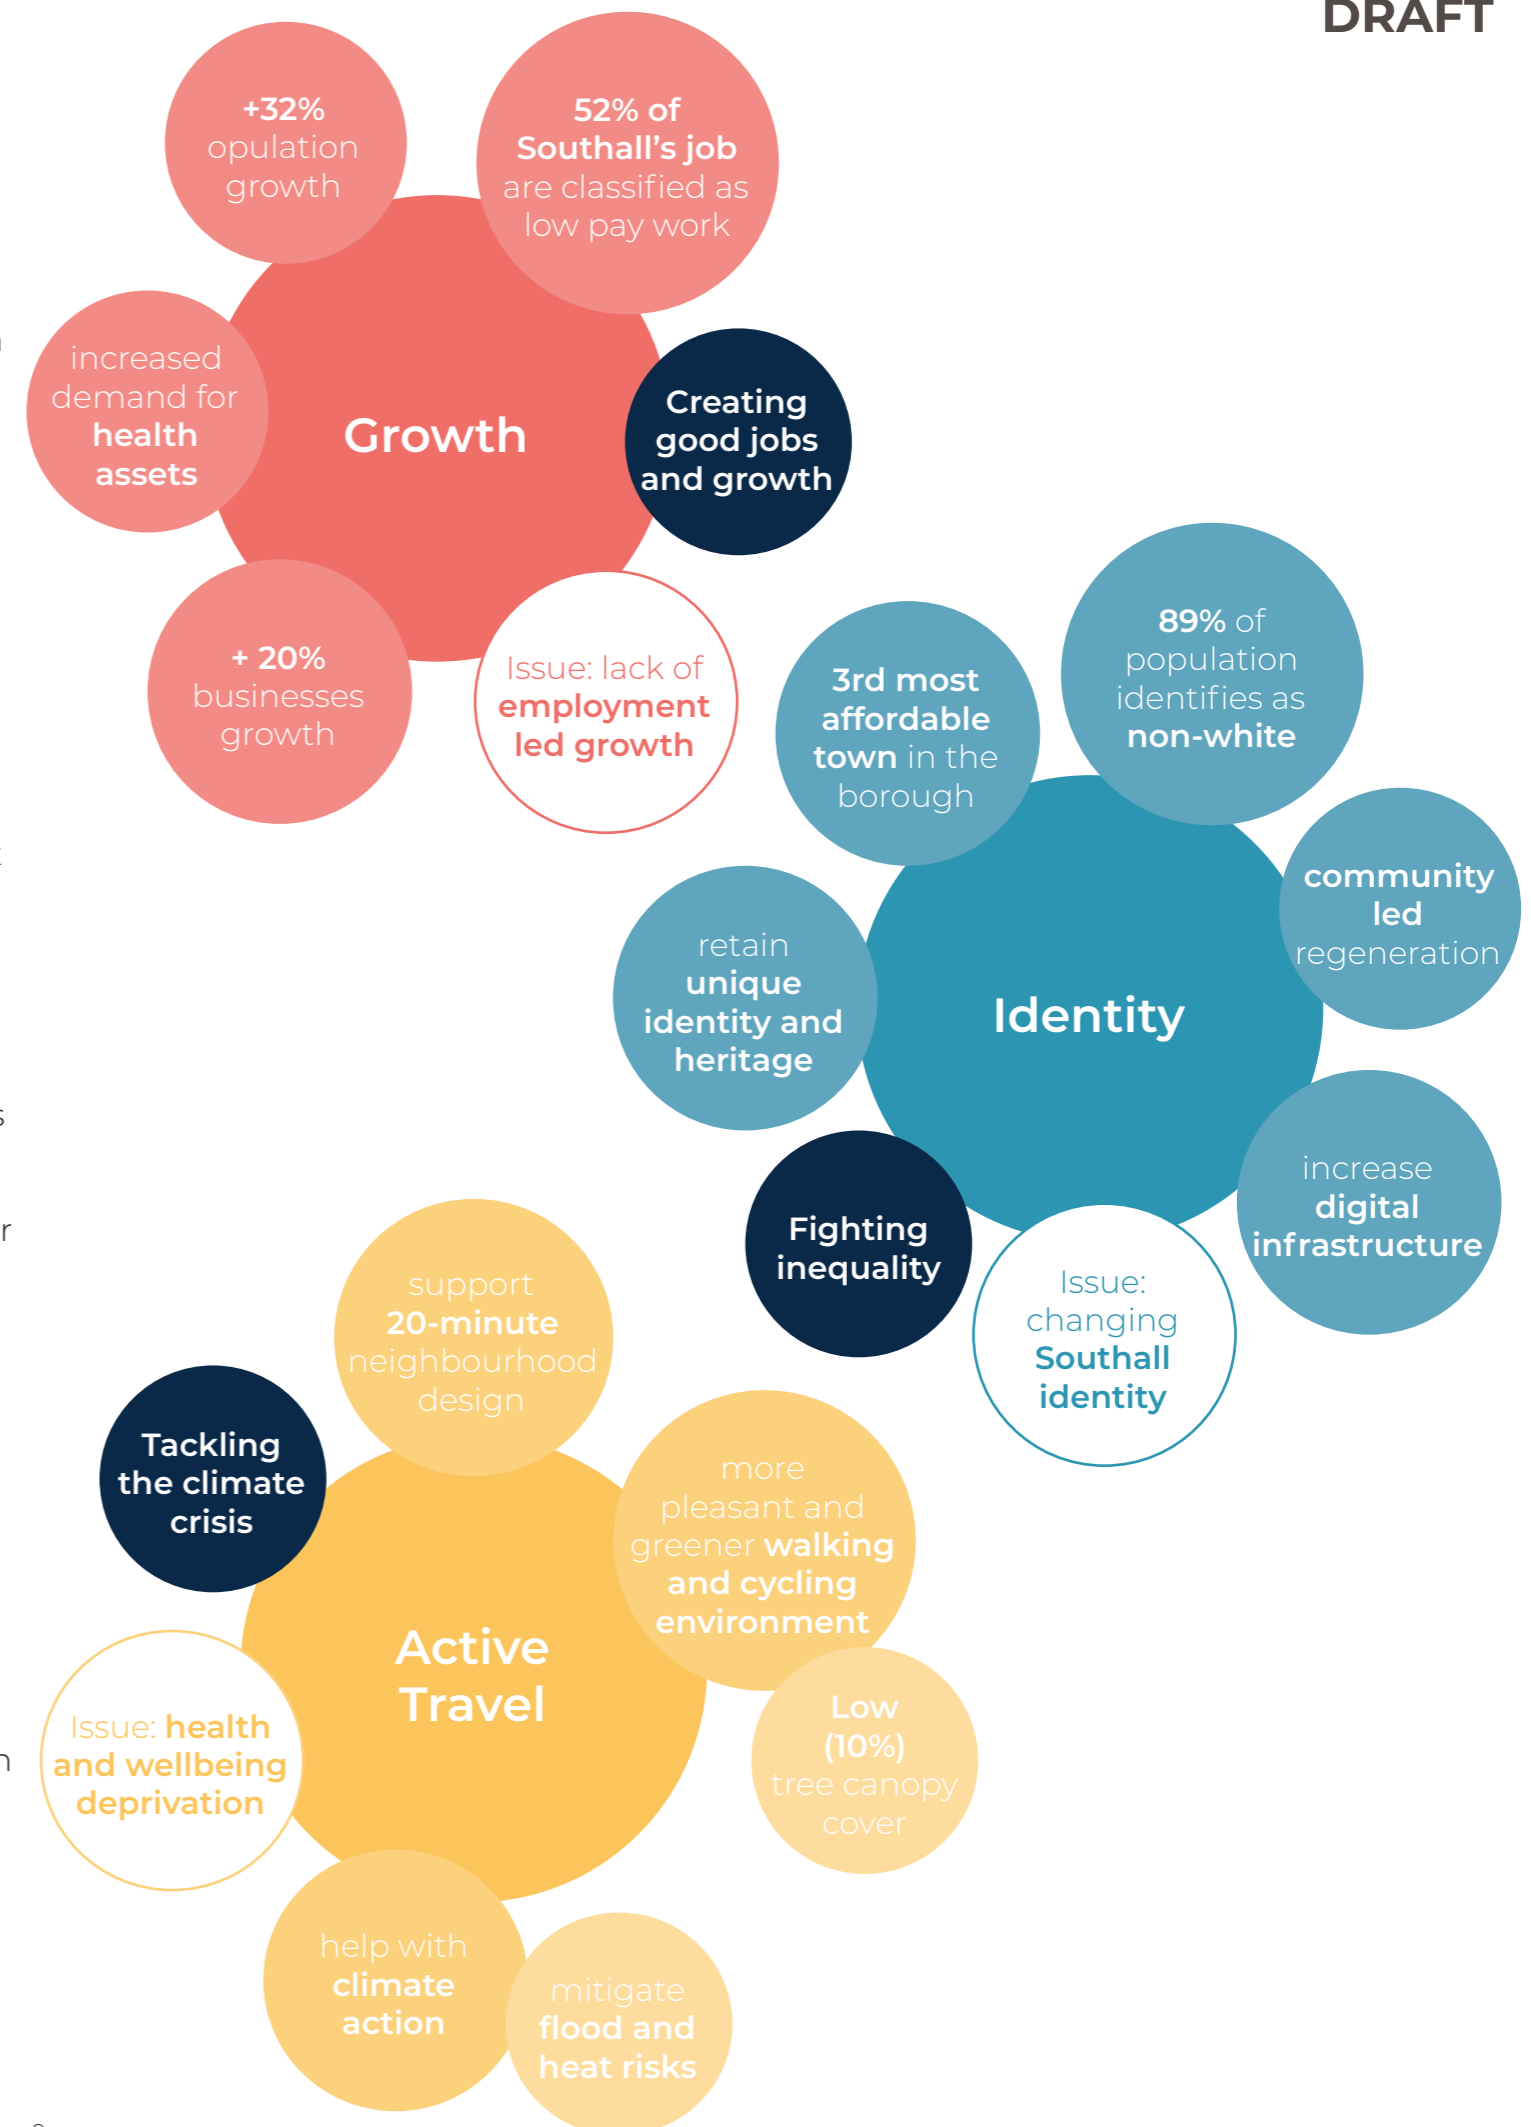 DRAFT
+32%
opulation
growth
52% of
Southall's job
are classified as
low pay work
increased
demand for
health
assets
Growth
Creating
good jobs
and growth
+ 20%
businesses
growth
Issue: lack of
employment
led growth
3rd most
affordable
town in the
borough
89% of
population
identifies as
non-white
community
led
regeneration
retain
unique
identity and
heritage
Identity
increase
digital
infrastructure
Fighting
inequality
Issue:
changing
Southall
identity
support
20-minute
neighbourhood
design
Tackling
the climate
crisis
more
pleasant and
greener walking
and cycling
environment
Active
Travel
Low
(10%)
tree canopy
cover
Issue: health
and wellbeing
deprivation
help with
climate
action
mitigate
flood and
heat risks